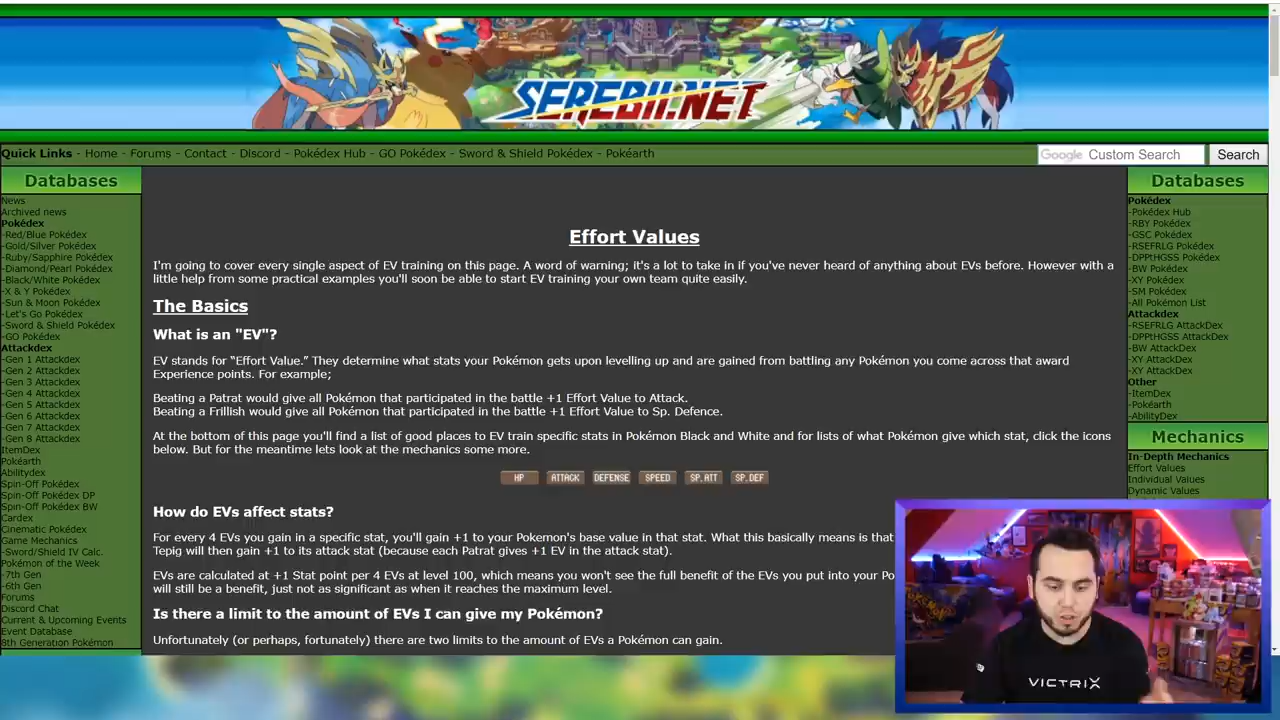 SEREBII.NET
Quick Links - Home - Forums - Contact - Discord - Pokédex Hub - GO Pokédex - Sword & Shield Pokédex - Pokéarth
Google Custom Search
Search
Databases
News
Archived news
Pokédex
-Red/Blue Pokédex
-Gold/Silver Pokédex
-Ruby/Sapphire Pokédex
-Diamond/Pearl Pokédex
-Black/White Pokédex
-X & Y Pokédex
-Sun & Moon Pokédex
-Let's Go Pokédex
-Sword & Shield Pokédex
-GO Pokédex
Attackdex
-Gen 1 Attackdex
-Gen 2 Attackdex
-Gen 3 Attackdex
-Gen 4 Attackdex
-Gen 5 Attackdex
-Gen 6 Attackdex
-Gen 7 Attackdex
-Gen 8 Attackdex
ItemDex
Pokéarth
Abilitydex
Spin-Off Pokédex
Spin-Off Pokédex DP
Spin-Off Pokédex BW
Cardex
Cinematic Pokédex
Game Mechanics
-Sword/Shield IV Calc.
Pokémon of the Week
-7th Gen
-6th Gen
Forums
Discord Chat
Current & Upcoming Events
Event Database
8th Generation Pokémon
Effort Values
I'm going to cover every single aspect of EV training on this page. A word of warning; it's a lot to take in if you've never heard of anything about EVs before. However with a
little help from some practical examples you'll soon be able to start EV training your own team quite easily.
The Basics
What is an "EV"?
EV stands for “Effort Value.” They determine what stats your Pokémon gets upon levelling up and are gained from battling any Pokémon you come across that award
Experience points. For example;
Beating a Patrat would give all Pokémon that participated in the battle +1 Effort Value to Attack.
Beating a Frillish would give all Pokémon that participated in the battle +1 Effort Value to Sp. Defence.
At the bottom of this page you'll find a list of good places to EV train specific stats in Pokémon Black and White and for lists of what Pokémon give which stat, click the icons
below. But for the meantime lets look at the mechanics some more.
HP ATTACK DEFENSE SPEED SP.ATT SP.DEF
How do EVs affect stats?
For every 4 EVs you gain in a specific stat, you'll gain +1 to your Pokemon's base value in that stat. What this basically means is that
Tepig will then gain +1 to its attack stat (because each Patrat gives +1 EV in the attack stat).
EVs are calculated at +1 Stat point per 4 EVs at level 100, which means you won't see the full benefit of the EVs you put into your Po
will still be a benefit, just not as significant as when it reaches the maximum level.
Is there a limit to the amount of EVs I can give my Pokémon?
Unfortunately (or perhaps, fortunately) there are two limits to the amount of EVs a Pokémon can gain.
Databases
Pokédex
-Pokédex Hub
-RBY Pokédex
-GSC Pokédex
-RSEFRLG Pokédex
-DPPtHGSS Pokédex
-BW Pokédex
-XY Pokédex
-SM Pokédex
-All Pokémon List
Attackdex
-RSEFRLG AttackDex
-DPPtHGSS AttackDex
-BW AttackDex
-XY AttackDex
-XY AttackDex
Other
-ItemDex
-Pokéarth
-AbilityDex
Mechanics
In-Depth Mechanics
Effort Values
Individual Values
Dynamic Values
VICTRIX